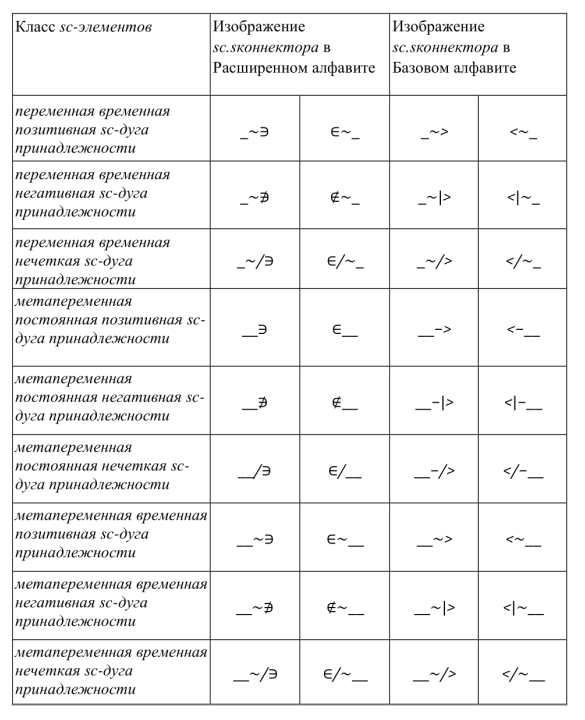 Класс sc-элементов
Изображение
sc.sконнектора в
Расширенном алфавите
Изображение
sc.sконнектора в
Базовом алфавите
переменная временная
позитивная sc-дуга
принадлежности
_~∋ ∈~_ _~> <~_
переменная временная
негативная sc-дуга
принадлежности
_~∌ ∉~_ _~|> <|~_
переменная временная
нечеткая sc-дуга
принадлежности
_~/∋ ∈/~_ _~/> </~_
метапеременная
постоянная позитивная sc-
дуга принадлежности
__∋ ∈__ __-> <-__
метапеременная
постоянная негативная sc-
дуга принадлежности
__∌ ∉__ __-|> <|-__
метапеременная
постоянная нечеткая sc-
дуга принадлежности
__/∋ ∈/__ __-/> </-__
метапеременная временная
позитивная sc-дуга
принадлежности
__~∋ ∈~__ __~> <~__
метапеременная временная
негативная sc-дуга
принадлежности
__~∌ ∉~__ __~|> <|~__
метапеременная временная
нечеткая sc-дуга
принадлежности
__~/∋ ∈/~__ __~/> </~__